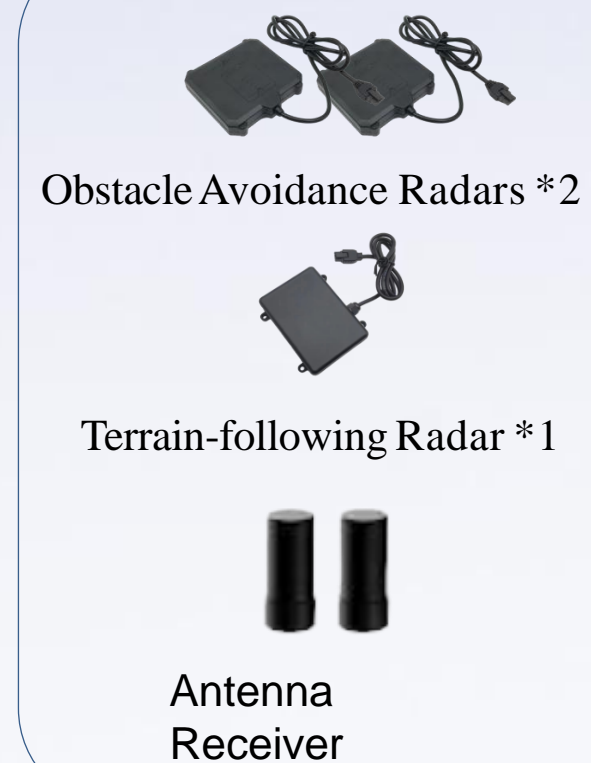 Obstacle Avoidance Radars *2
Terrain-following Radar *1
Antenna
Receiver